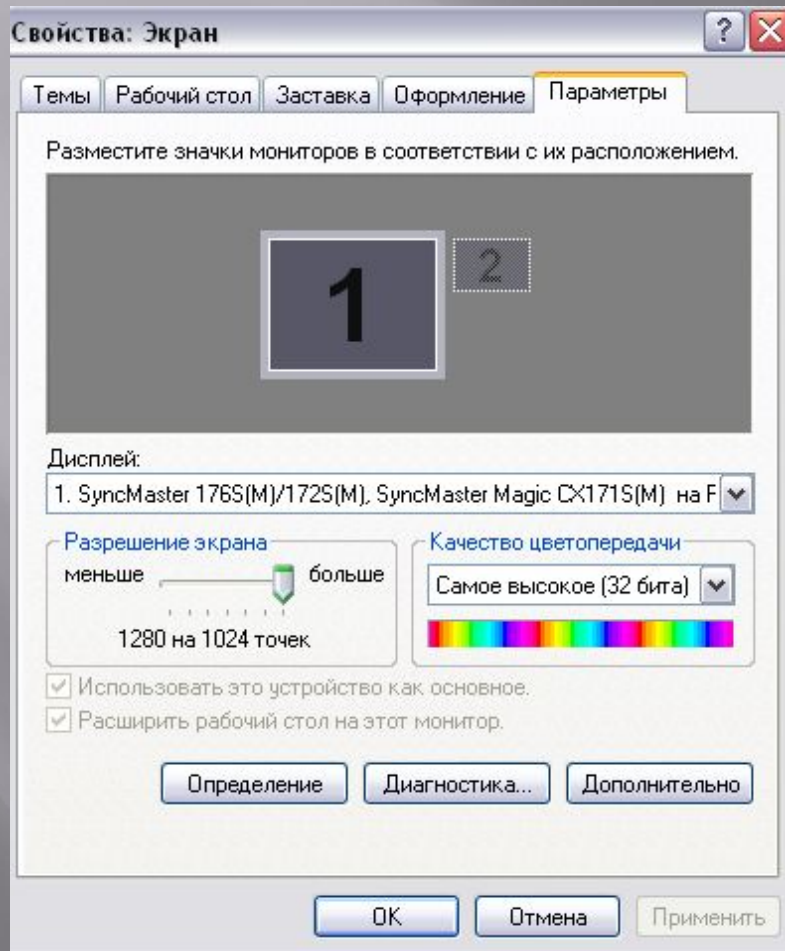 Свойства: Экран
Темы Рабочий стол Заставка Оформление Параметры
Разместите значки мониторов в соответствии с их расположением.
1 2
Дисплей:
1. SyncMaster 176S(M)/172S(M), SyncMaster Magic CX171S(M) на F
Разрешение экрана
меньше больше
1280 на 1024 точек
Качество цветопередачи
Самое высокое (32 бита)
Использовать это устройство как основное.
Расширить рабочий стол на этот монитор.
Определение Диагностика... Дополнительно
OK Отмена Применить